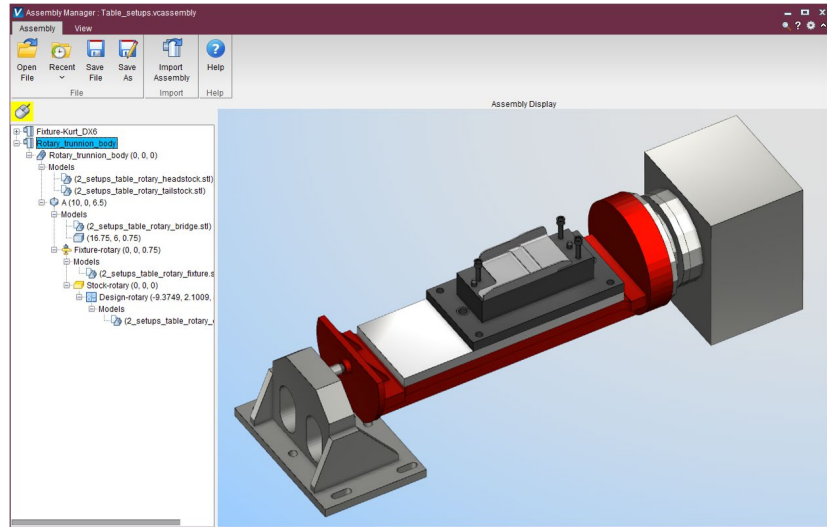 Assembly Manager : Table_setups.vcassembly
Assembly View
Open File
Recent
Save File
Save As
Import Assembly
Help
File Import Help
Assembly Display
Fixture-Kurt_DX6
Rotary_trunnion_body
Rotary_trunnion_body (0, 0, 0)
Models
(2_setups_table_rotary_headstock.stl)
(2_setups_table_rotary_tailstock.stl)
A (10, 0, 6.5)
Models
(2_setups_table_rotary_bridge.stl)
(16.75, 6, 0.75)
Fixture-rotary (0, 0, 0.75)
Models
(2_setups_table_rotary_fixture.s
Stock-rotary (0, 0, 0)
Design-rotary (-9.3749, 2.1009,
Models
(2_setups_table_rotary_